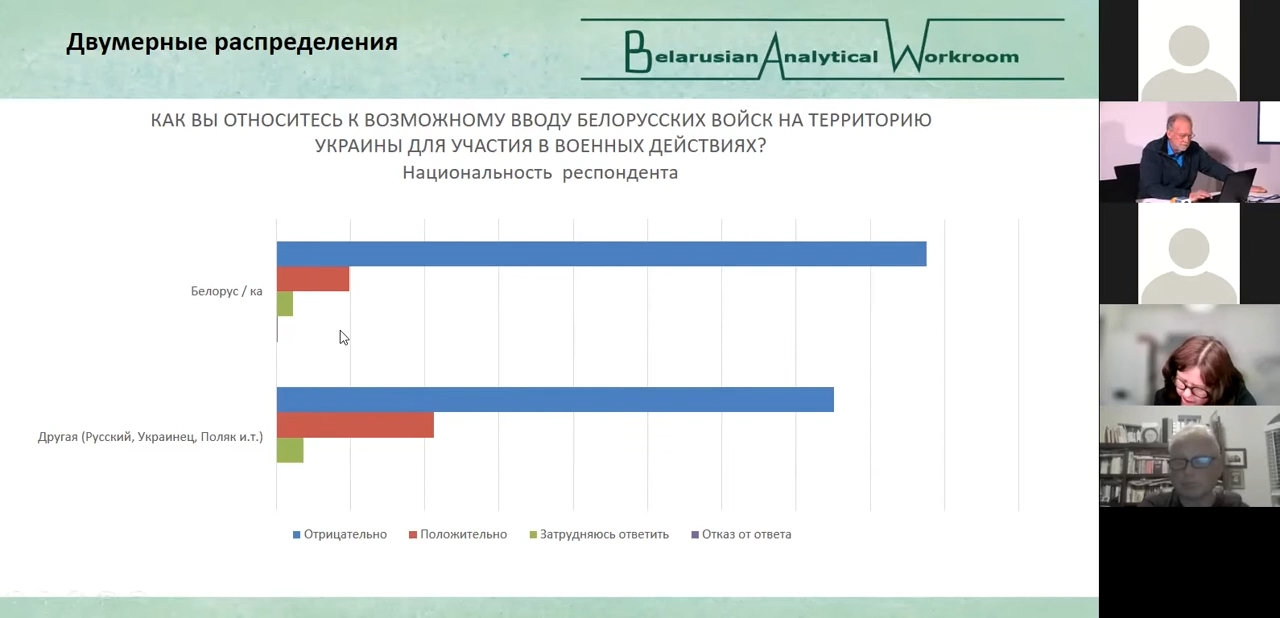 Двумерные распределения
Belarusian Analytical Workroom
КАК ВЫ ОТНОСИТЕСЬ К ВОЗМОЖНОМУ ВВОДУ БЕЛОРУССКИХ ВОЙСК НА ТЕРРИТОРИЮ
УКРАИНЫ ДЛЯ УЧАСТИЯ В ВОЕННЫХ ДЕЙСТВИЯХ?
Национальность респондента
Белорус / ка
Другая (Русский, Украинец, Поляк и.т.)
Отрицательно Положительно Затрудняюсь ответить Отказ от ответа